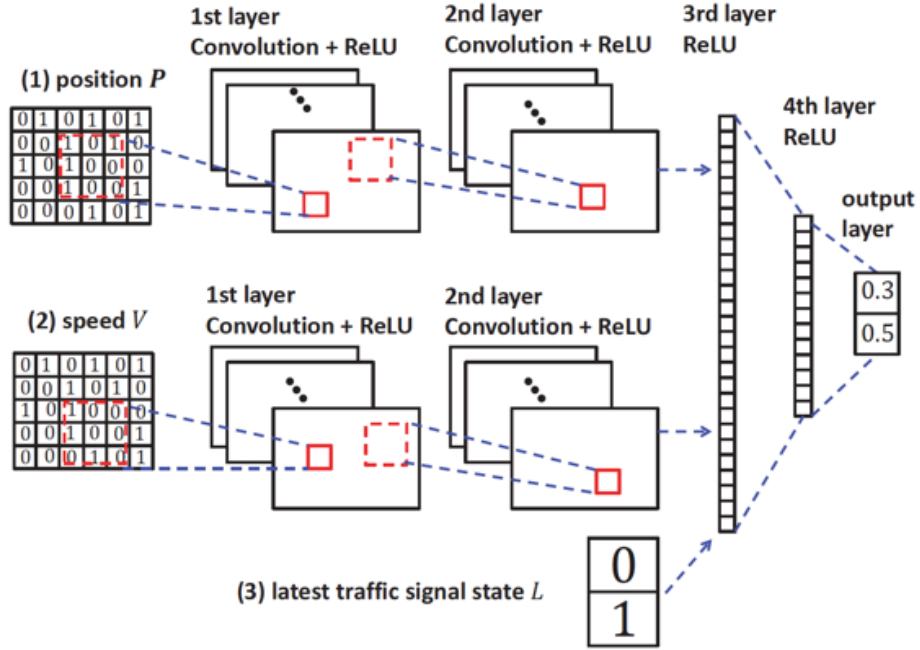 1st layer
Convolution + ReLU
2nd layer
Convolution + ReLU
3rd layer
ReLU
(1) position P
0 1 0 1 0 1
0 0 1 0 1 0
1 0 1 0 0 0
0 0 1 0 0 1
0 0 0 1 0 1
4th layer
ReLU
output
layer
0.3
0.5
1st layer
Convolution + ReLU
2nd layer
Convolution + ReLU
(2) speed V
0 1 0 1 0 1
0 0 1 0 1 0
1 0 1 0 0 0
0 0 1 0 0 1
0 0 0 0 1 0 1
(3) latest traffic signal state L
0
1